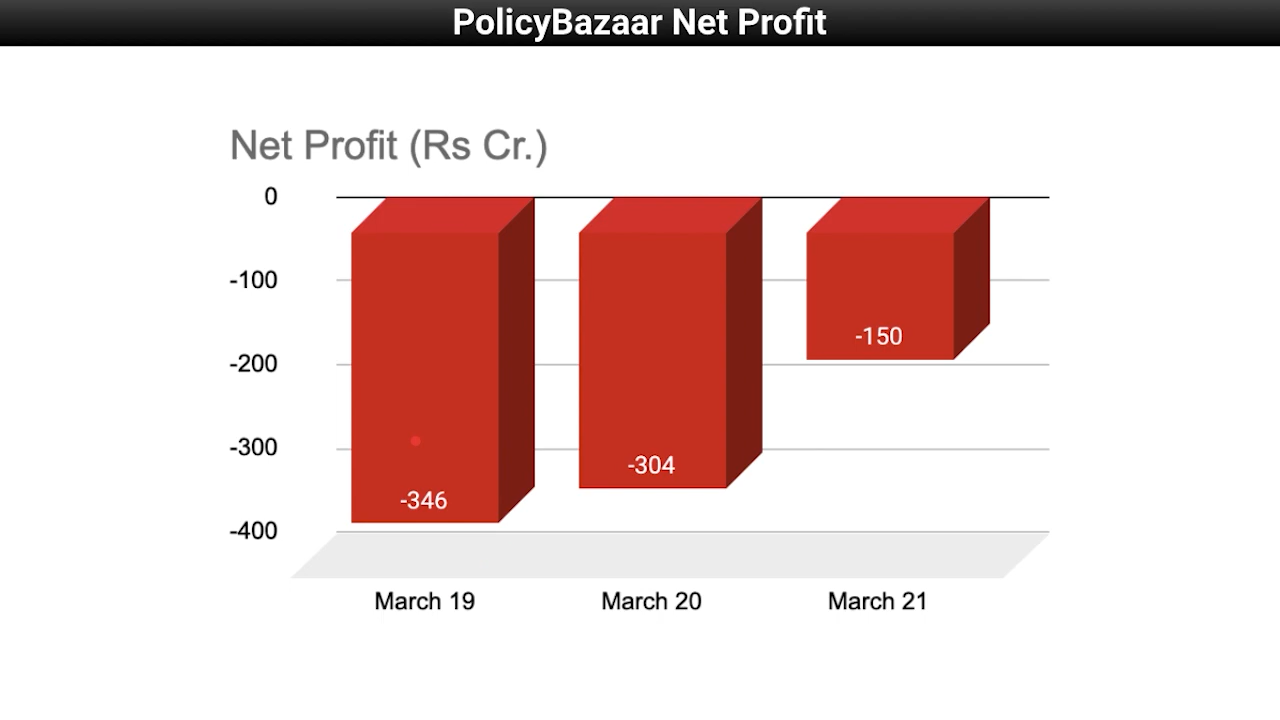 PolicyBazaar Net Profit
Net Profit (Rs Cr.)
0
-100
-200
-300
-400
-346
-304
-150
March 19
March 20
March 21